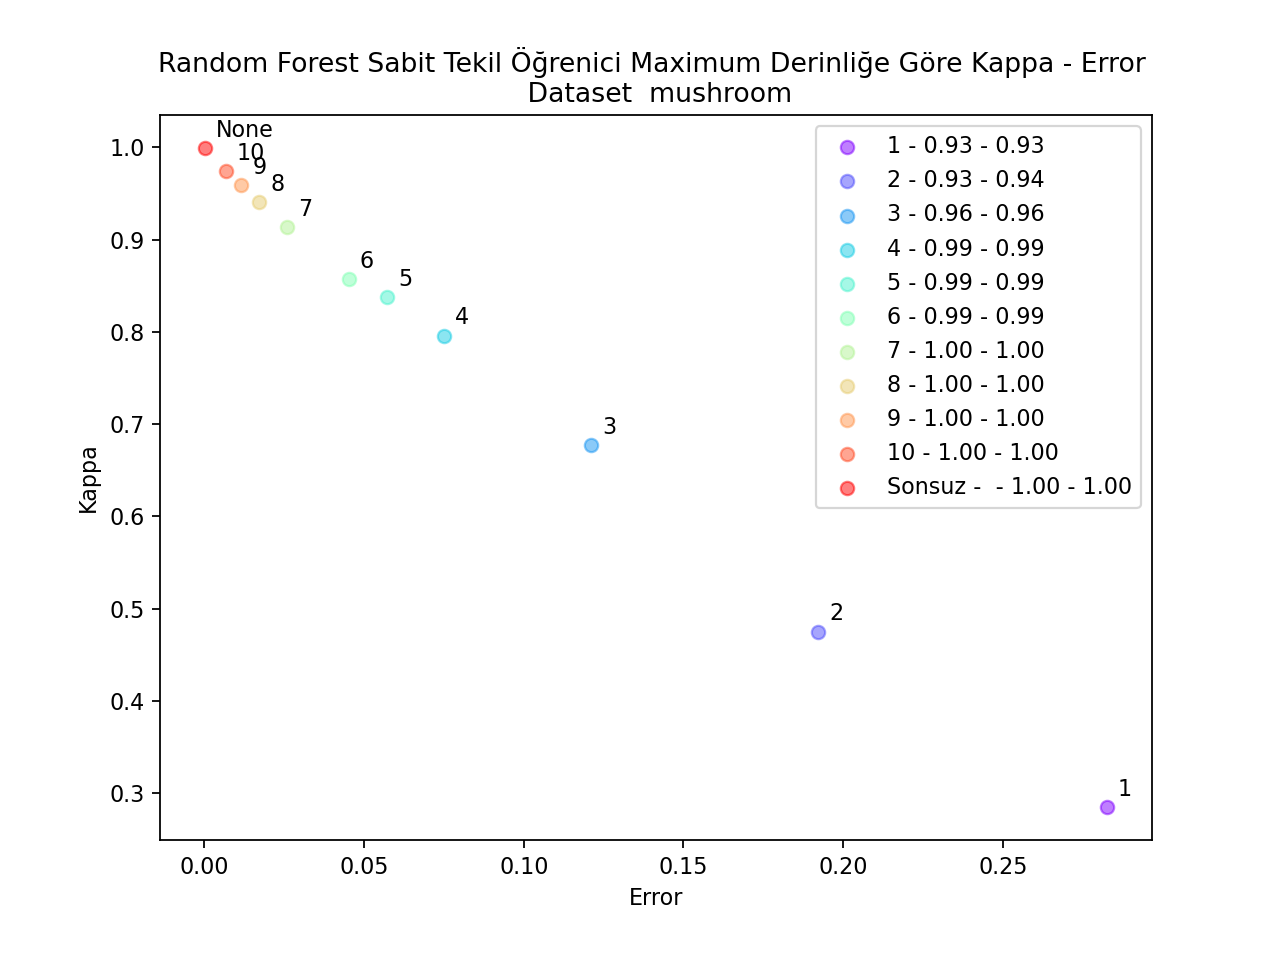 Random Forest Sabit Tekil Öğrenici Maximum Derinliğe Göre Kappa - Error
Dataset  mushroom
None
10
9
8
7
6
5
4
3
2
1
1 - 0.93 - 0.93
2 - 0.93 - 0.94
3 - 0.96 - 0.96
4 - 0.99 - 0.99
5 - 0.99 - 0.99
6 - 0.99 - 0.99
7 - 1.00 - 1.00
8 - 1.00 - 1.00
9 - 1.00 - 1.00
10 - 1.00 - 1.00
Sonsuz -  - 1.00 - 1.00
Kappa
1.0
0.9
0.8
0.7
0.6
0.5
0.4
0.3
0.00 0.05 0.10 0.15 0.20 0.25
Error